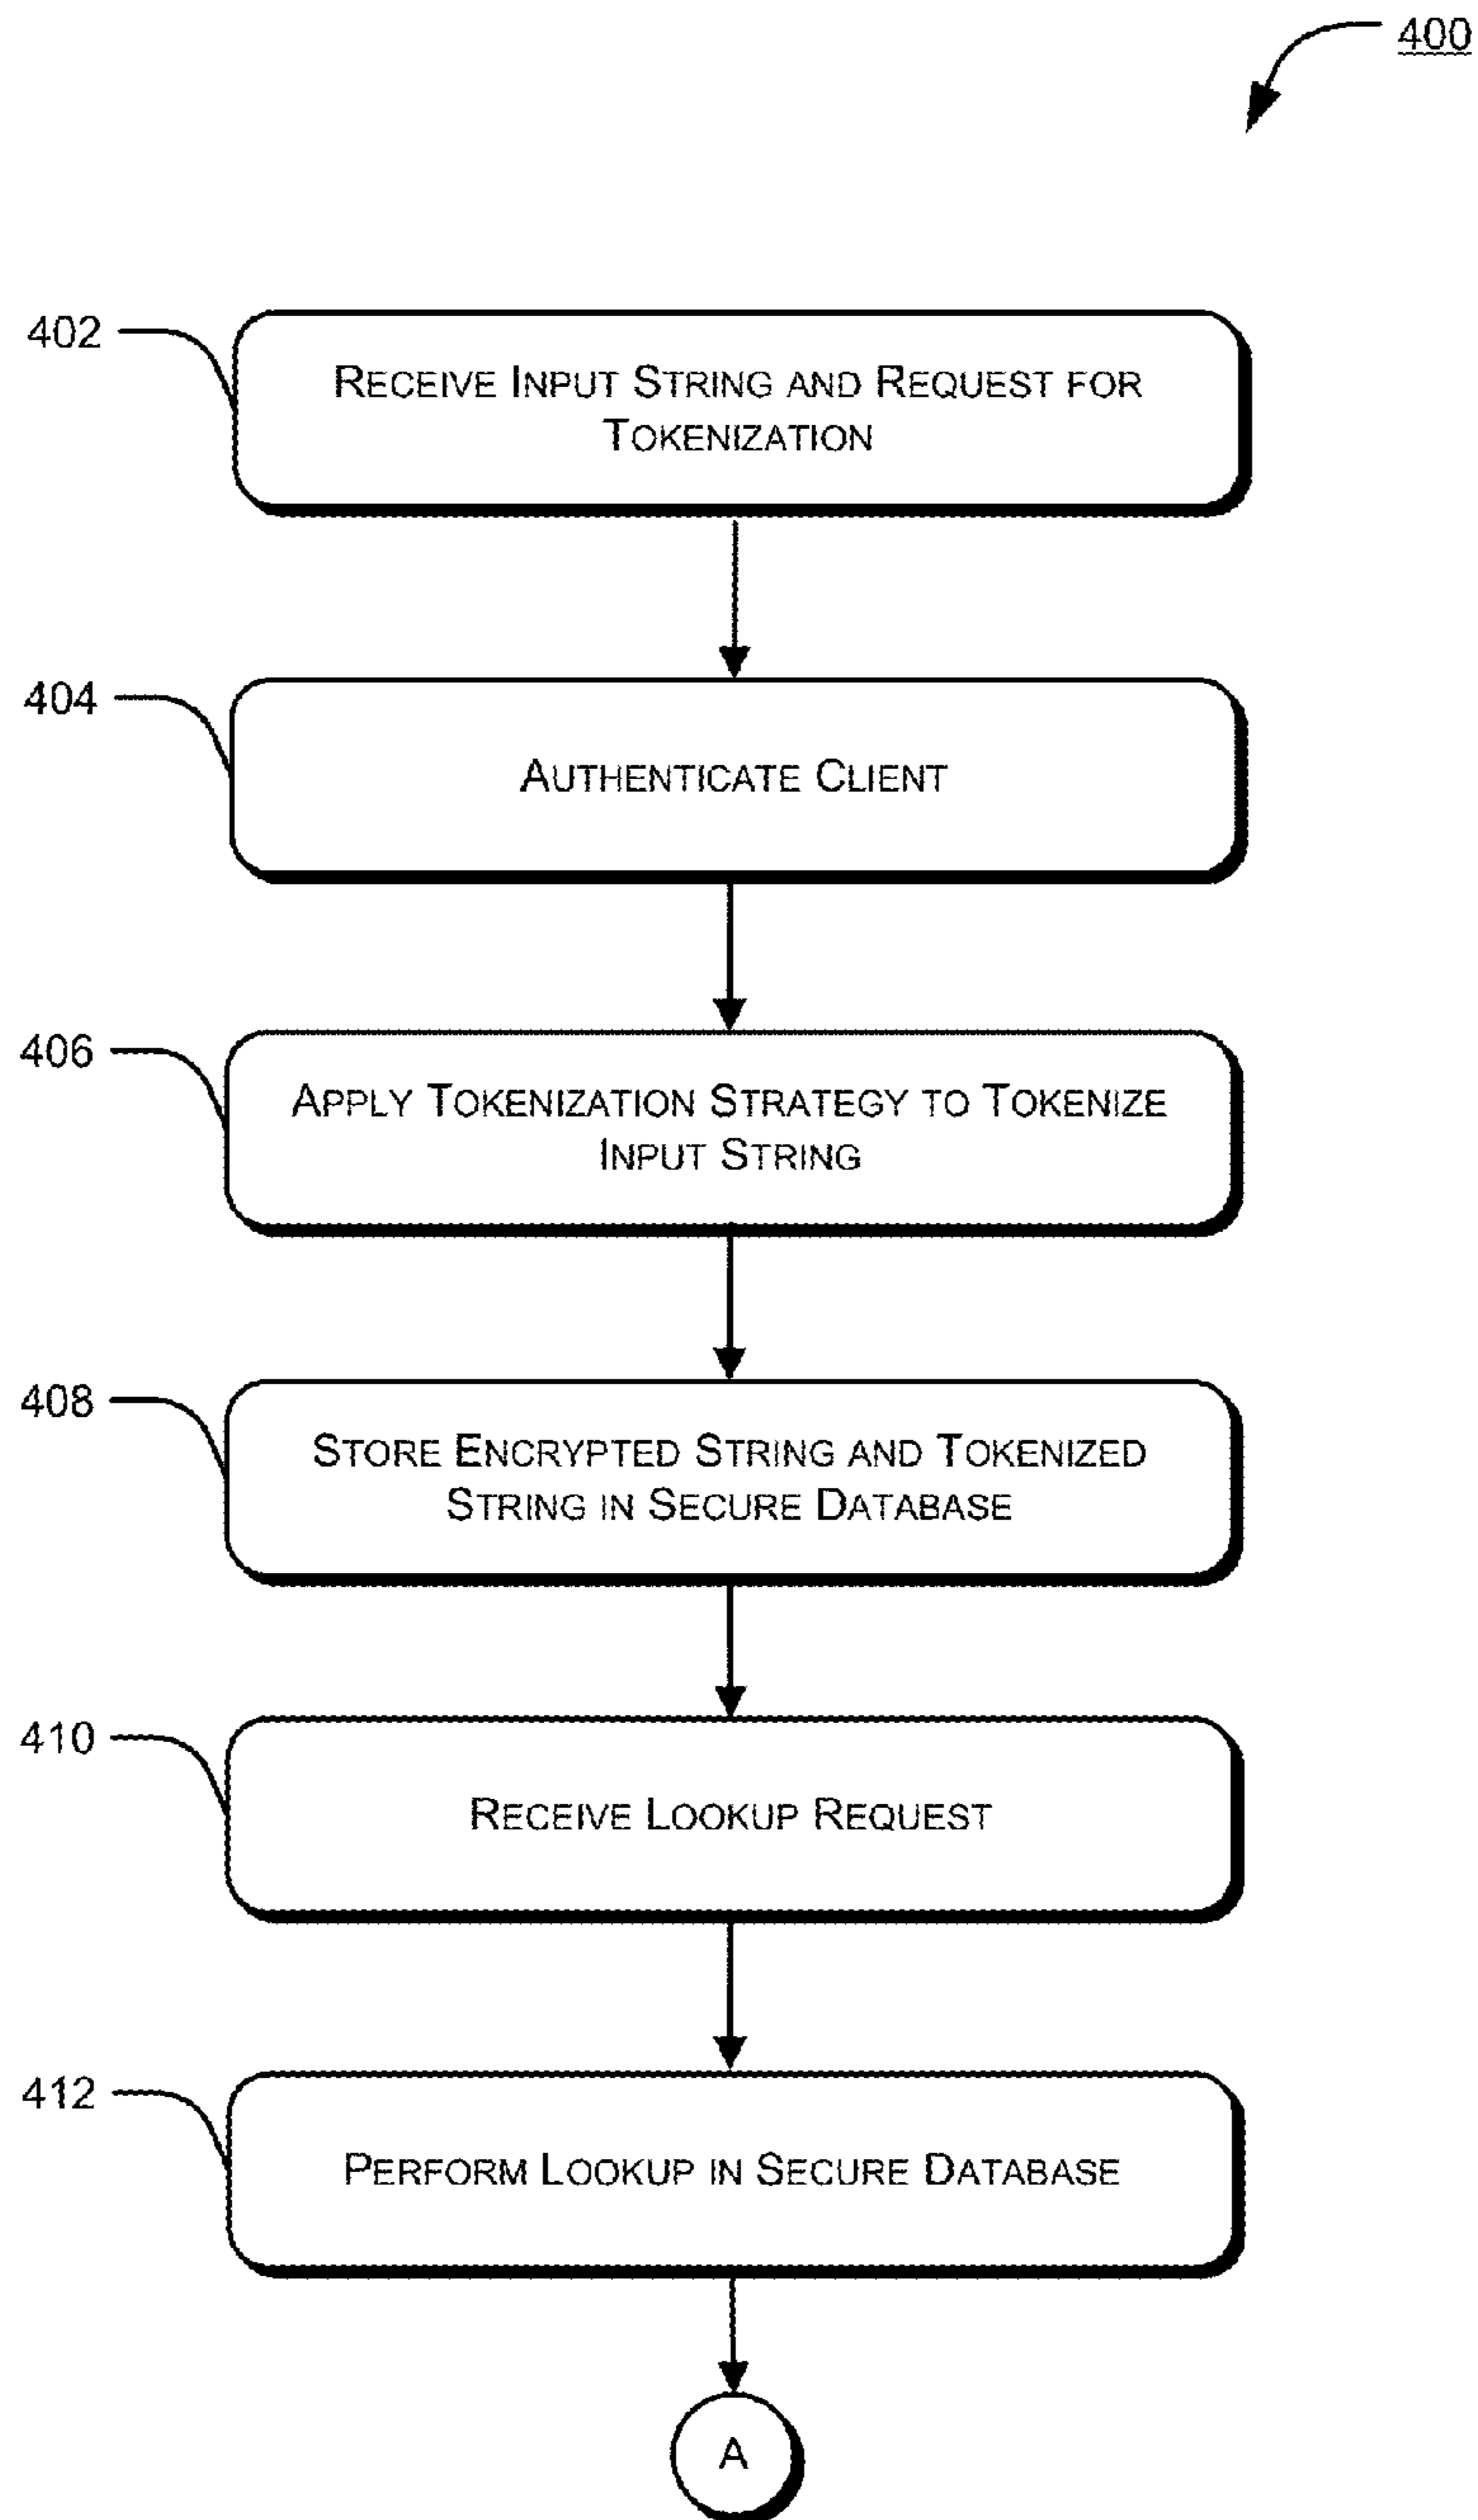 400
402
RECEIVE INPUT STRING AND REQUEST FOR
TOKENIZATION
404
AUTHENTICATE CLIENT
406
APPLY TOKENIZATION STRATEGY TO TOKENIZE
INPUT STRING
408
STORE ENCRYPTED STRING AND TOKENIZED
STRING IN SECURE DATABASE
410
RECEIVE LOOKUP REQUEST
412
PERFORM LOOKUP IN SECURE DATABASE
A